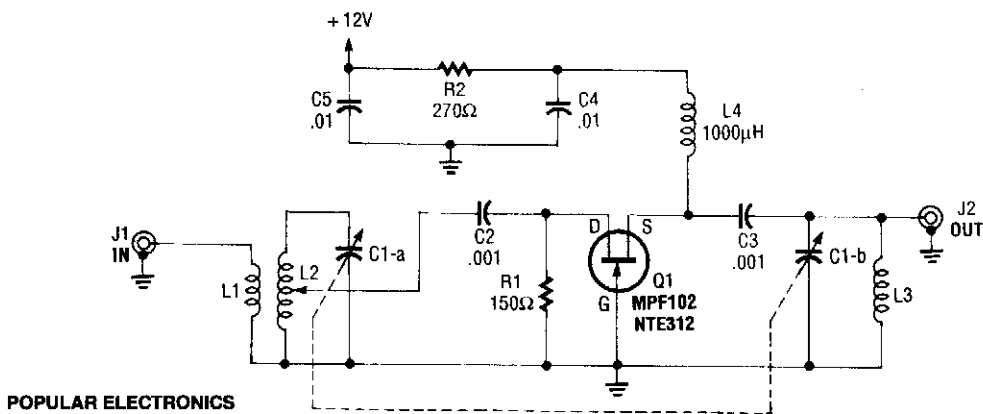 + 12V
C5
.01
R2
270Ω
C4
.01
L4
1000μH
J1
IN
L1
L2
C1-a
C2
.001
R1
150Ω
D
S
G
Q1
MPF102
NTE312
C3
.001
C1-b
L3
J2
OUT
POPULAR ELECTRONICS